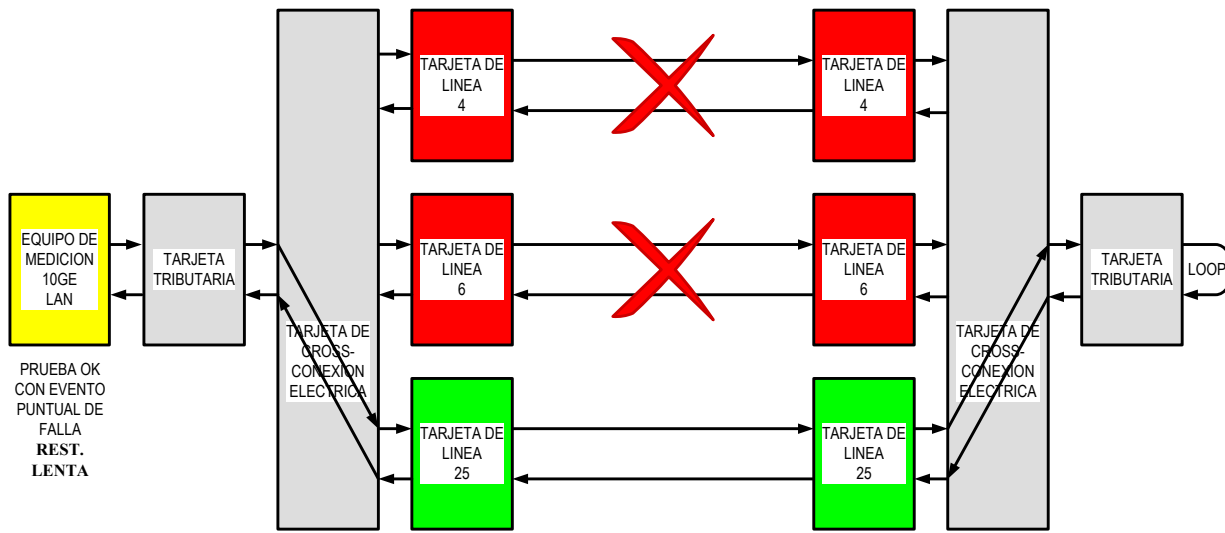 TARJETA DE
LINEA
4
TARJETA DE
LINEA
4
EQUIPO DE
MEDICION
10GE
LAN
TARJETA
TRIBUTARIA
TARJETA DE
LINEA
6
TARJETA DE
LINEA
6
TARJETA
TRIBUTARIA
LOOP
TARJETA DE
CROSS-
CONEXION
ELECTRICA
TARJETA DE
CROSS-
CONEXION
ELECTRICA
PRUEBA OK
CON EVENTO
PUNTUAL DE
FALLA
REST.
LENTA
TARJETA DE
LINEA
25
TARJETA DE
LINEA
25